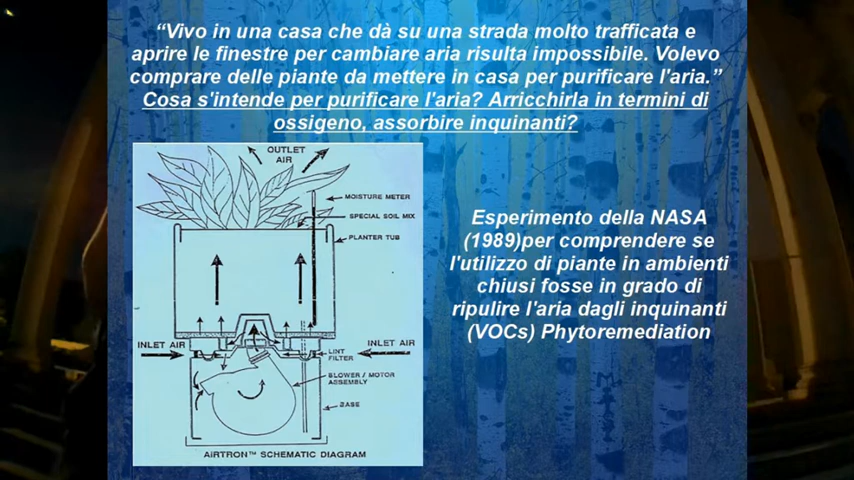 “Vivo in una casa che dà su una strada molto trafficata e
aprire le finestre per cambiare aria risulta impossibile. Volevo
comprare delle piante da mettere in casa per purificare l'aria.”
Cosa s'intende per purificare l'aria? Arricchirla in termini di
ossigeno, assorbire inquinanti?
OUTLET
AIR
MOISTURE METER
SPECIAL SOIL MIX
PLANTER TUB
INLET AIR
INLET AIR
LINT
FILTER
BLOWER / MOTOR
ASSEMBLY
BASE
AiRTRON™ SCHEMATIC DIAGRAM
Esperimento della NASA
(1989)per comprendere se
l'utilizzo di piante in ambienti
chiusi fosse in grado di
ripulire l'aria dagli inquinanti
(VOCs) Phytoremediation